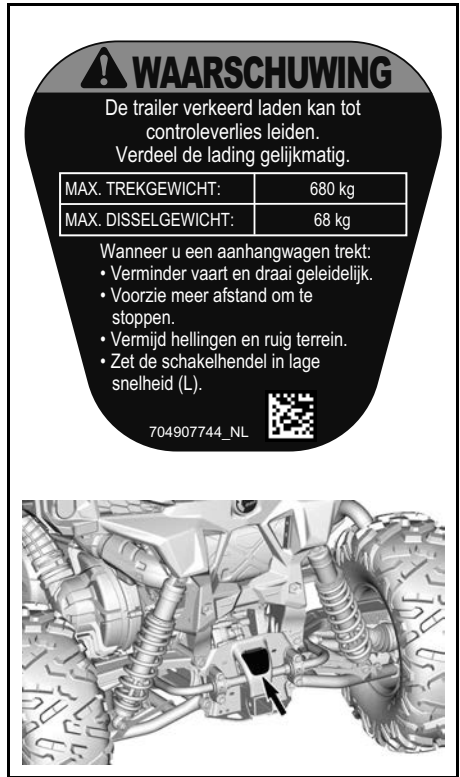 WAARSCHUWING
De trailer verkeerd laden kan tot
controleverlies leiden.
Verdeel de lading gelijkmatig.
MAX. TREKGEWICHT: 680 kg
MAX. DISSELGEWICHT: 68 kg
Wanneer u een aanhangwagen trekt:
• Verminder vaart en draai geleidelijk.
• Voorzie meer afstand om te
stoppen.
• Vermijd hellingen en ruig terrein.
• Zet de schakelhendel in lage
snelheid (L).
704907744_NL